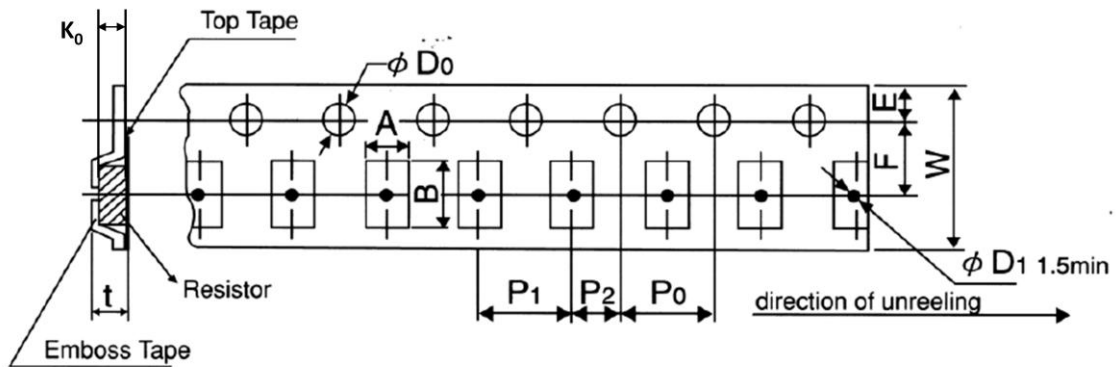 K₀
Top Tape
ϕ D₀
A
E
B
F
W
t
Resistor
P₁
P₂
P₀
ϕ D₁ 1.5min
direction of unreeling
Emboss Tape